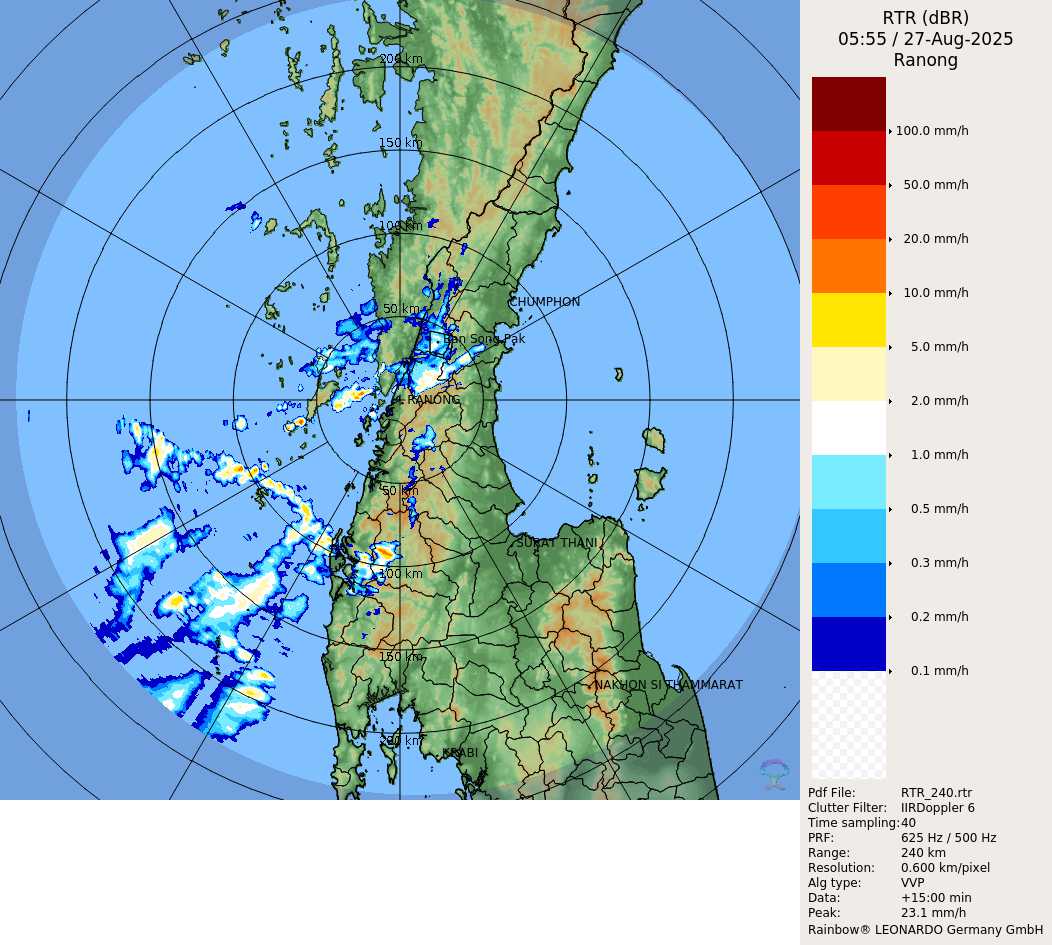 RTR (dBR)
05:55 / 27-Aug-2025
Ranong
200 km
150 km
100 km
50 km
CHUMPHON
Ban Song Pak
RANONG
50 km
SURAT THANI
100 km
150 km
NAKHON SI THAMMARAT
200 km
KRABI
100.0 mm/h
50.0 mm/h
20.0 mm/h
10.0 mm/h
5.0 mm/h
2.0 mm/h
1.0 mm/h
0.5 mm/h
0.3 mm/h
0.2 mm/h
0.1 mm/h
Pdf File: RTR_240.rtr
Clutter Filter: IIRDoppler 6
Time sampling:40
PRF: 625 Hz / 500 Hz
Range: 240 km
Resolution: 0.600 km/pixel
Alg type: VVP
Data: +15:00 min
Peak: 23.1 mm/h
Rainbow® LEONARDO Germany GmbH